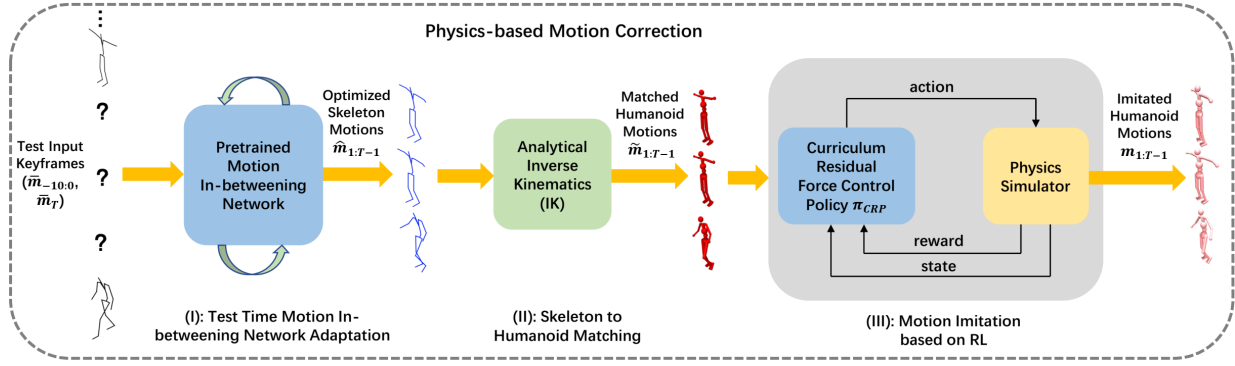 Physics-based Motion Correction
...
?
?
?
Test Input
Keyframes
(m̅₋₁₀:₀,
m̅_T)
Pretrained
Motion
In-betweening
Network
Optimized
Skeleton
Motions
m̂₁:T₋₁
Analytical
Inverse
Kinematics
(IK)
Matched
Humanoid
Motions
m̃₁:T₋₁
Curriculum
Residual
Force Control
Policy π_CRP
action
Physics
Simulator
reward
state
Imitated
Humanoid
Motions
m₁:T₋₁
(I): Test Time Motion In-
betweening Network Adaptation
(II): Skeleton to
Humanoid Matching
(III): Motion Imitation
based on RL